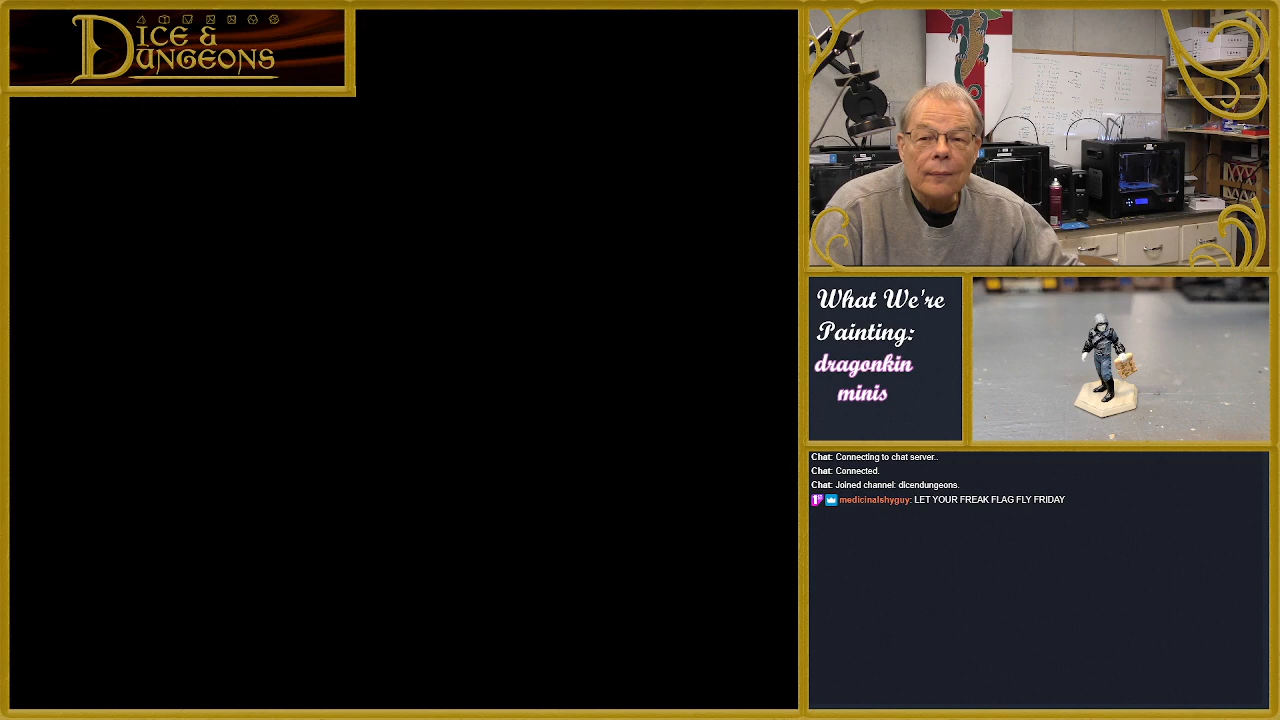 DICE &
DUNGEONS
What We're
Painting:
dragonkin
minis
Chat: Connecting to chat server..
Chat: Connected.
Chat: Joined channel: dicendungeons.
medicinalshyguy: LET YOUR FREAK FLAG FLY FRIDAY